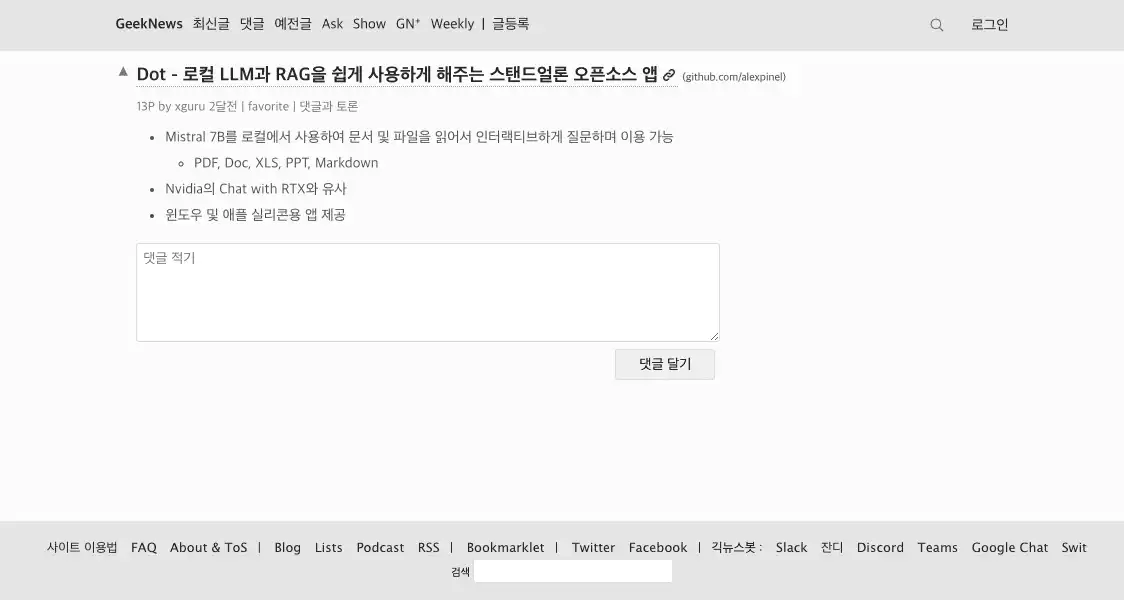 GeekNews 최신글 댓글 예전글 Ask Show GN⁺ Weekly | 글등록 로그인
▲ Dot - 로컬 LLM과 RAG을 쉽게 사용하게 해주는 스탠드얼론 오픈소스 앱 (github.com/alexpinel)
13P by xguru 2달전 | favorite | 댓글과 토론
• Mistral 7B를 로컬에서 사용하여 문서 및 파일을 읽어서 인터랙티브하게 질문하며 이용 가능
◦ PDF, Doc, XLS, PPT, Markdown
• Nvidia의 Chat with RTX와 유사
• 윈도우 및 애플 실리콘용 앱 제공
댓글 적기
댓글 달기
사이트 이용법 FAQ About & ToS | Blog Lists Podcast RSS | Bookmarklet | Twitter Facebook | 긱뉴스봇 : Slack 잔디 Discord Teams Google Chat Swit
검색